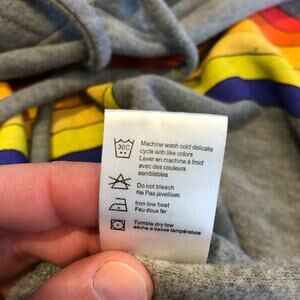 30C
Machine wash cold delicate
cycle with like colors
Laver en machine à froid
avec des couleurs
semblables
Do not bleach
Ne Pas javelliser.
Iron low heat
Feu doux fer
Tumble dry low
sèche a basse température